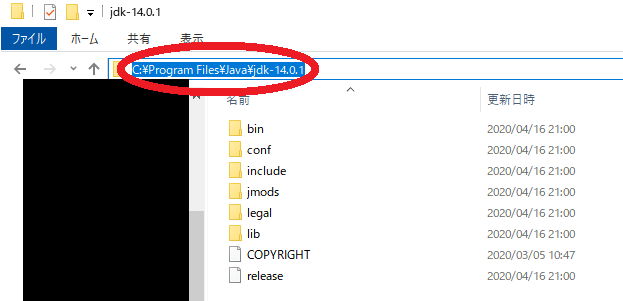 jdk-14.0.1
ファイル ホーム 共有 表示
C:¥Program Files¥Java¥jdk-14.0.1
名前 更新日時
bin 2020/04/16 21:00
conf 2020/04/16 21:00
include 2020/04/16 21:00
jmods 2020/04/16 21:00
legal 2020/04/16 21:00
lib 2020/04/16 21:00
COPYRIGHT 2020/03/05 10:47
release 2020/04/16 21:00